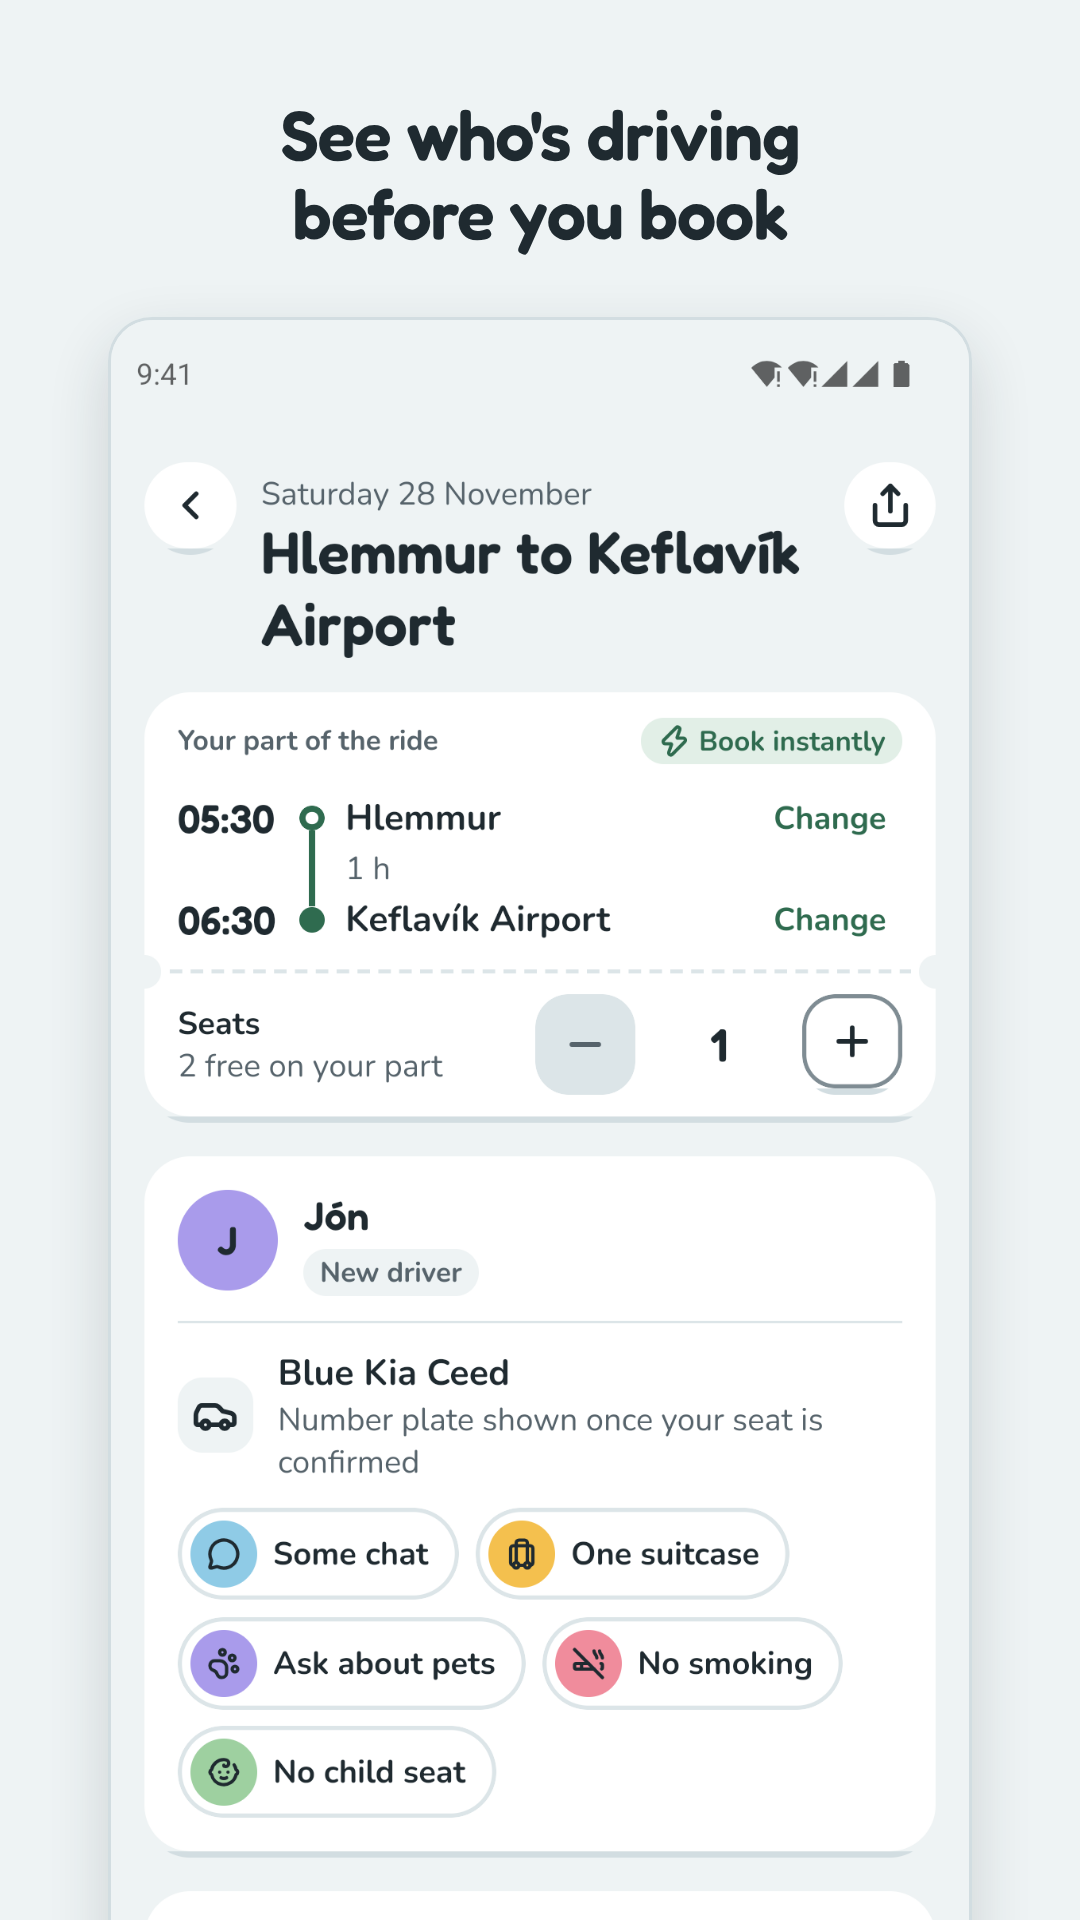 See who's driving
before you book
9:41
Saturday 28 November
Hlemmur to Keflavík
Airport
Your part of the ride
Book instantly
05:30 Hlemmur Change
1 h
06:30 Keflavík Airport Change
Seats
2 free on your part
1
J
Jón
New driver
Blue Kia Ceed
Number plate shown once your seat is
confirmed
Some chat
One suitcase
Ask about pets
No smoking
No child seat